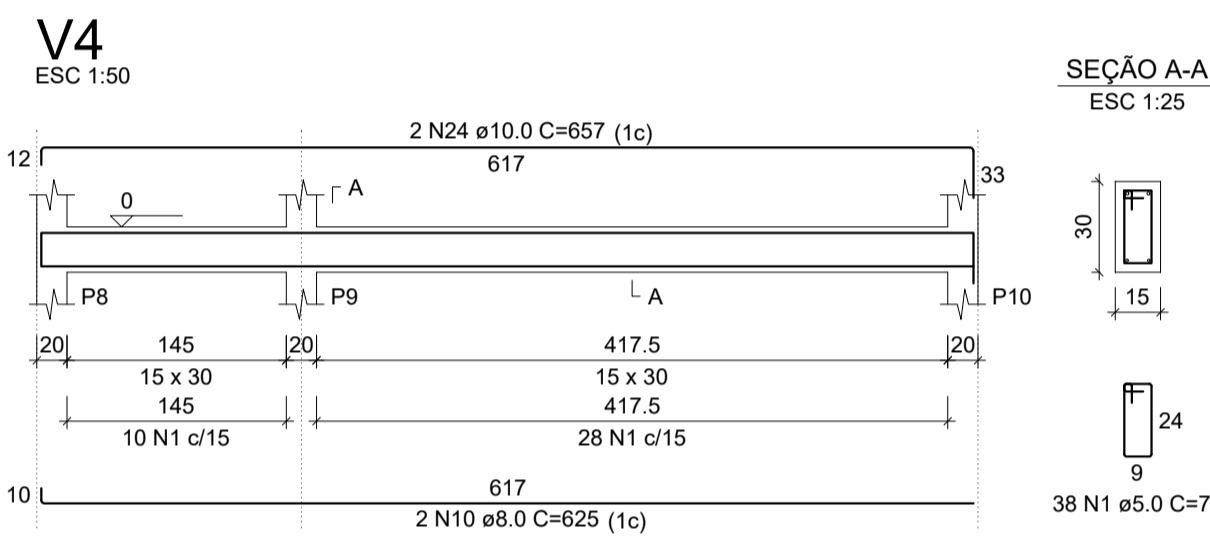 V4
ESC 1:50
SEÇÃO A-A
ESC 1:25
2 N24 ø10.0 C=657 (1c)
12
617
33
A
0
30
P8
P9
A
P10
15
20
145
20
417.5
20
15 x 30
15 x 30
145
417.5
10 N1 c/15
28 N1 c/15
24
9
10
617
38 N1 ø5.0 C=7
2 N10 ø8.0 C=625 (1c)